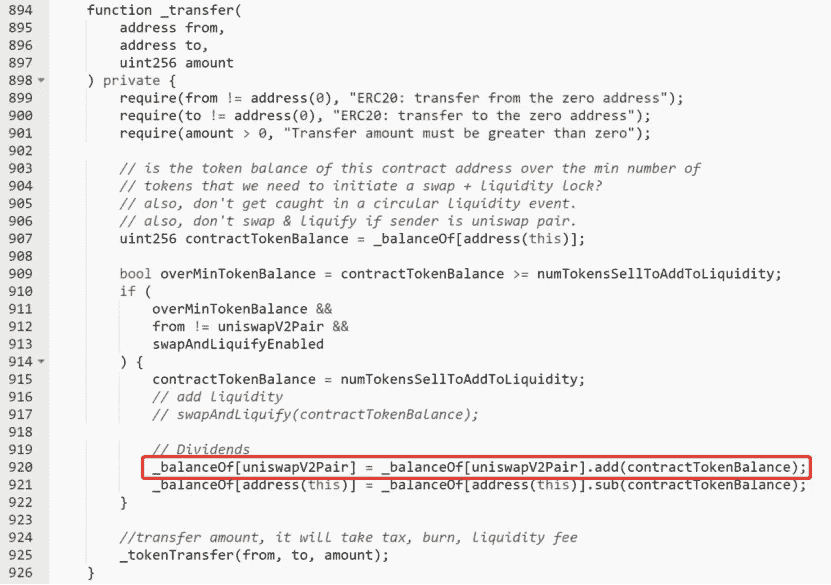 894 function _transfer(
895 address from,
896 address to,
897 uint256 amount
898 ) private {
899 require(from != address(0), "ERC20: transfer from the zero address");
900 require(to != address(0), "ERC20: transfer to the zero address");
901 require(amount > 0, "Transfer amount must be greater than zero");
902
903 // is the token balance of this contract address over the min number of
904 // tokens that we need to initiate a swap + liquidity lock?
905 // also, don't get caught in a circular liquidity event.
906 // also, don't swap & liquify if sender is uniswap pair.
907 uint256 contractTokenBalance = _balanceOf[address(this)];
908
909 bool overMinTokenBalance = contractTokenBalance >= numTokensSellToAddToLiquidity;
910 if (
911 overMinTokenBalance &&
912 from != uniswapV2Pair &&
913 swapAndLiquifyEnabled
914 ) {
915 contractTokenBalance = numTokensSellToAddToLiquidity;
916 // add liquidity
917 // swapAndLiquify(contractTokenBalance);
918
919 // Dividends
920 _balanceOf[uniswapV2Pair] = _balanceOf[uniswapV2Pair].add(contractTokenBalance);
921 _balanceOf[address(this)] = _balanceOf[address(this)].sub(contractTokenBalance);
922 }
923
924 //transfer amount, it will take tax, burn, liquidity fee
925 _tokenTransfer(from, to, amount);
926 }